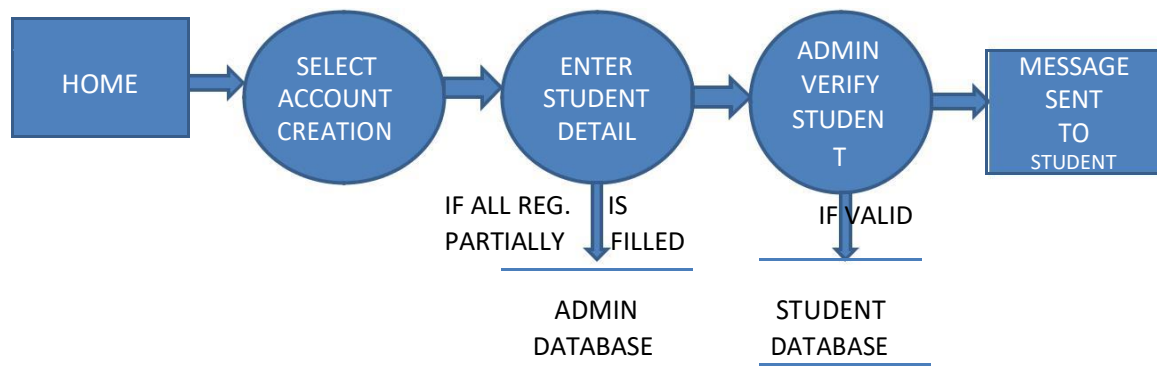 HOME
SELECT
ACCOUNT
CREATION
ENTER
STUDENT
DETAIL
ADMIN
VERIFY
STUDEN
T
MESSAGE
SENT
TO
STUDENT
IF ALL REG. IS
PARTIALLY FILLED
IF VALID
ADMIN
DATABASE
STUDENT
DATABASE